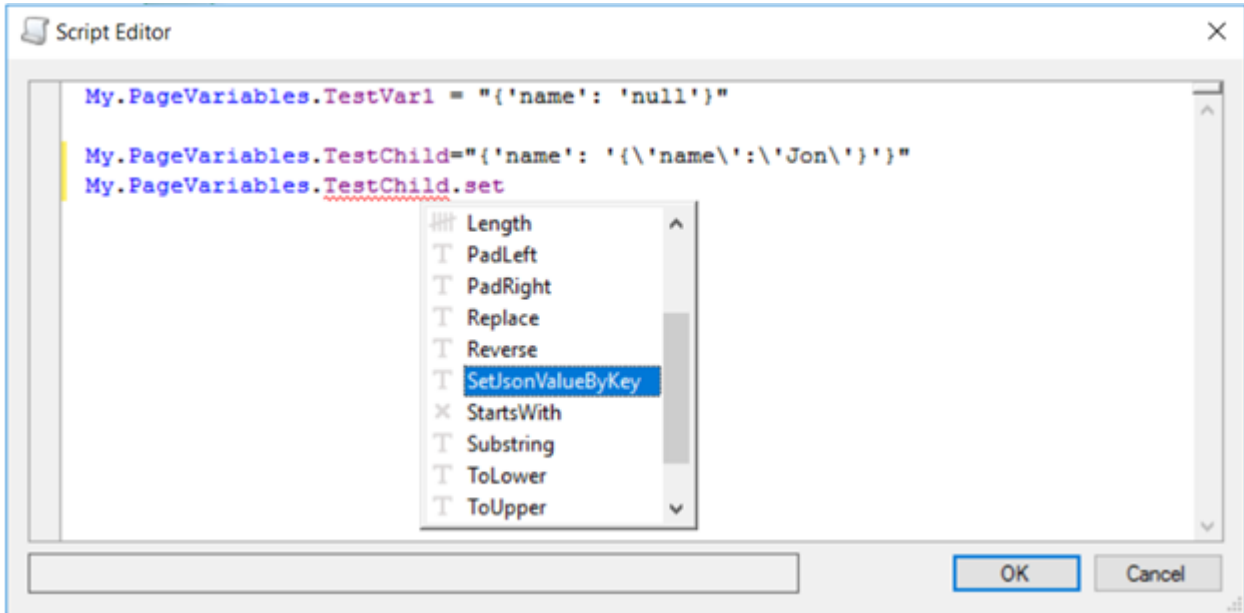 Script Editor
My.PageVariables.TestVar1 = "{'name': 'null'}"
My.PageVariables.TestChild="{'name': '{\'name\':\'Jon\'}'}"
My.PageVariables.TestChild.set
Length
PadLeft
PadRight
Replace
Reverse
SetJsonValueByKey
StartsWith
Substring
ToLower
ToUpper
OK Cancel